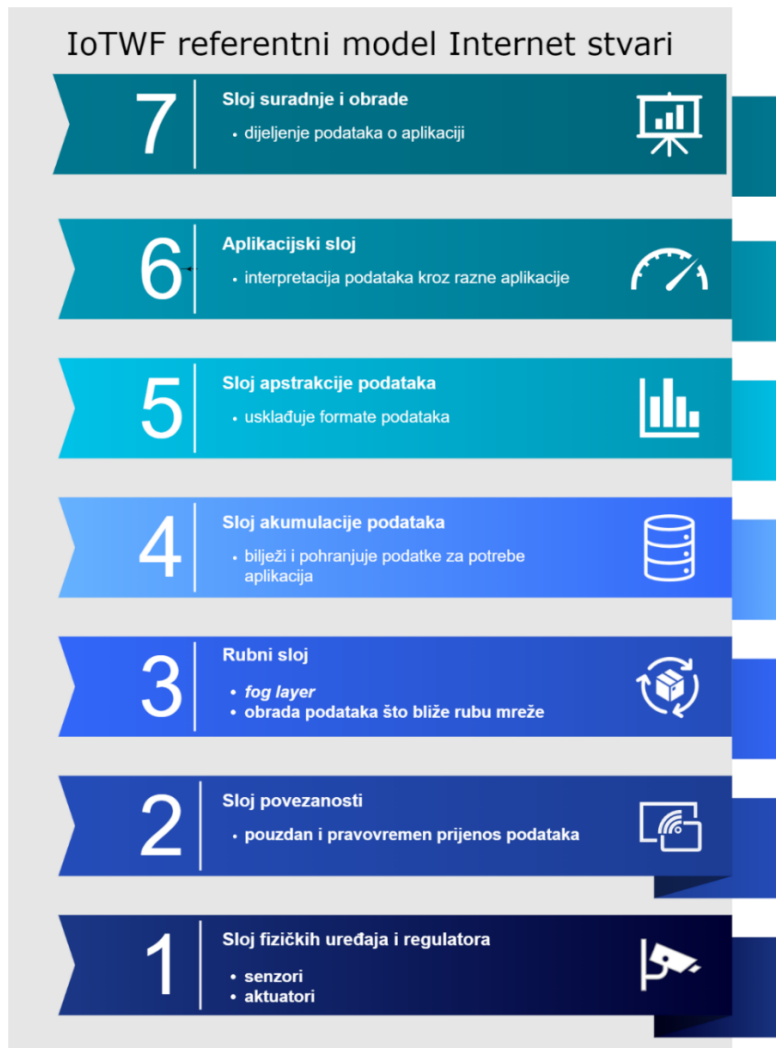 IoTWF referentni model Internet stvari
7
Sloj suradnje i obrade
• dijeljenje podataka o aplikaciji
6
Aplikacijski sloj
• interpretacija podataka kroz razne aplikacije
5
Sloj apstrakcije podataka
• usklađuje formate podataka
4
Sloj akumulacije podataka
• bilježi i pohranjuje podatke za potrebe
aplikacija
3
Rubni sloj
• fog layer
• obrada podataka što bliže rubu mreže
2
Sloj povezanosti
• pouzdan i pravovremen prijenos podataka
1
Sloj fizičkih uređaja i regulatora
• senzori
• aktuatori